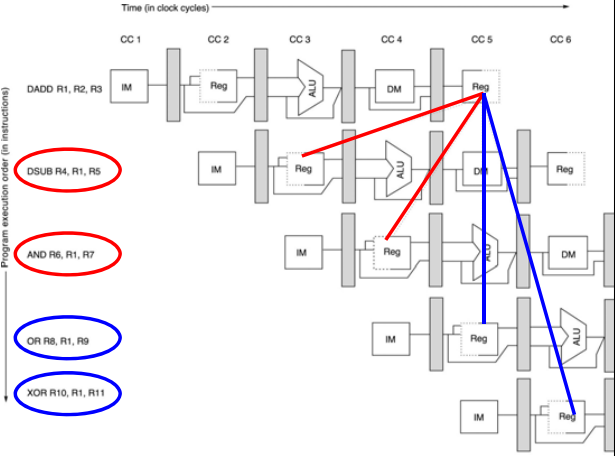 Time (in clock cycles)
CC 1 CC 2 CC 3 CC 4 CC 5 CC 6
Program execution order (in instructions)
DADD R1, R2, R3 IM Reg ALU DM Reg
DSUB R4, R1, R5 IM Reg ALU DM Reg
AND R6, R1, R7 IM Reg ALU DM
OR R8, R1, R9 IM Reg ALU
XOR R10, R1, R11 IM Reg